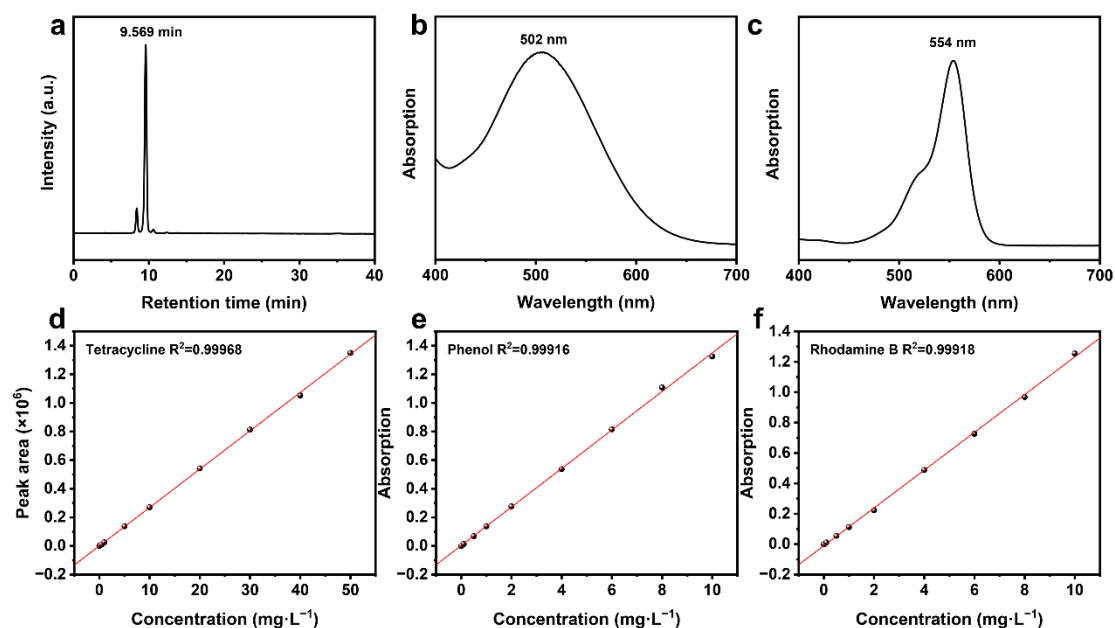 a
9.569 min
Intensity (a.u.)
0 10 20 30 40
Retention time (min)
b
502 nm
Absorption
400 500 600 700
Wavelength (nm)
c
554 nm
Absorption
400 500 600 700
Wavelength (nm)
d
Tetracycline R²=0.99968
Peak area (×10⁶)
1.4
1.2
1.0
0.8
0.6
0.4
0.2
0.0
−0.2
0 10 20 30 40 50
Concentration (mg·L⁻¹)
e
Phenol R²=0.99916
Absorption
1.4
1.2
1.0
0.8
0.6
0.4
0.2
0.0
−0.2
0 2 4 6 8 10
Concentration (mg·L⁻¹)
f
Rhodamine B R²=0.99918
Absorption
1.4
1.2
1.0
0.8
0.6
0.4
0.2
0.0
−0.2
0 2 4 6 8 10
Concentration (mg·L⁻¹)